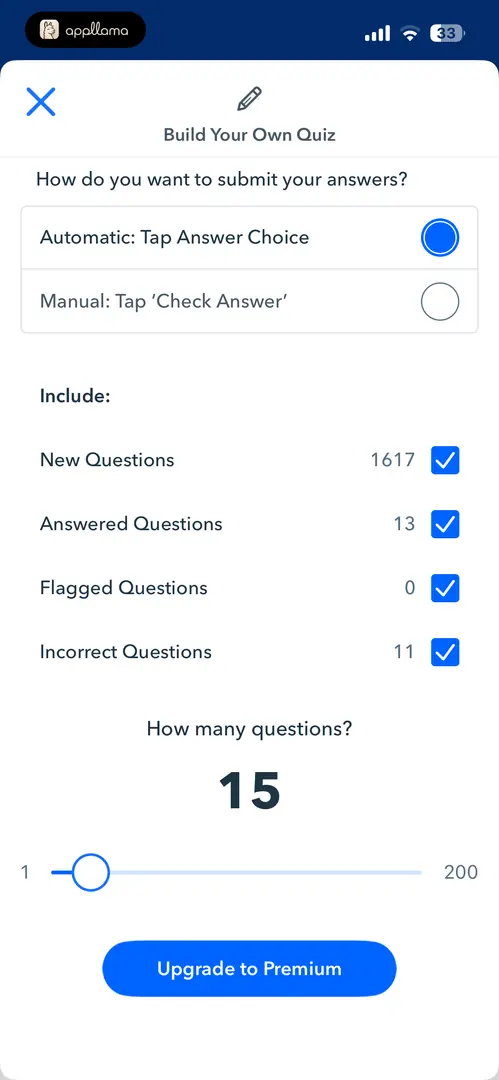 appllama
33
Build Your Own Quiz
How do you want to submit your answers?
Automatic: Tap Answer Choice
Manual: Tap ‘Check Answer’
Include:
New Questions 1617
Answered Questions 13
Flagged Questions 0
Incorrect Questions 11
How many questions?
15
1 200
Upgrade to Premium